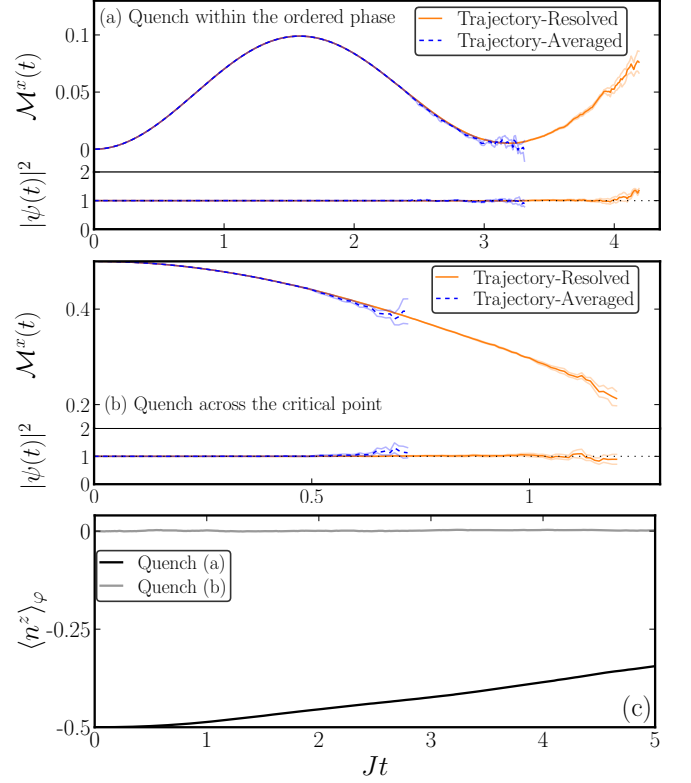 (a) Quench within the ordered phase
Trajectory-Resolved
Trajectory-Averaged
0.1
0.05
0
ℳˣ(t)
2
1
0
|ψ(t)|²
0 1 2 3 4
(b) Quench across the critical point
Trajectory-Resolved
Trajectory-Averaged
0.4
0.2
ℳˣ(t)
2
1
0
|ψ(t)|²
0 0.5 1
0
-0.25
-0.5
⟨nᶻ⟩ᵩ
Quench (a)
Quench (b)
(c)
0 1 2 3 4 5
Jt